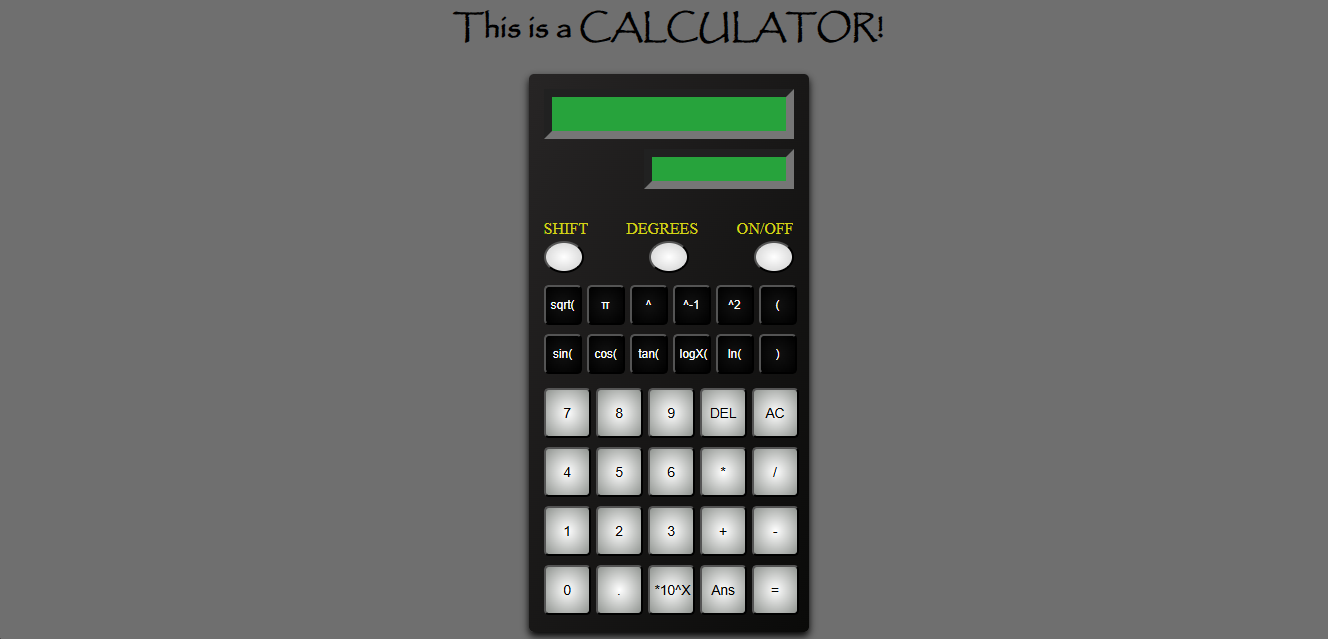 This is a CALCULATOR!
SHIFT DEGREES ON/OFF
sqrt( π ^ ^-1 ^2 (
sin( cos( tan( logX( ln( )
7 8 9 DEL AC
4 5 6 * /
1 2 3 + -
0 . *10^X Ans =